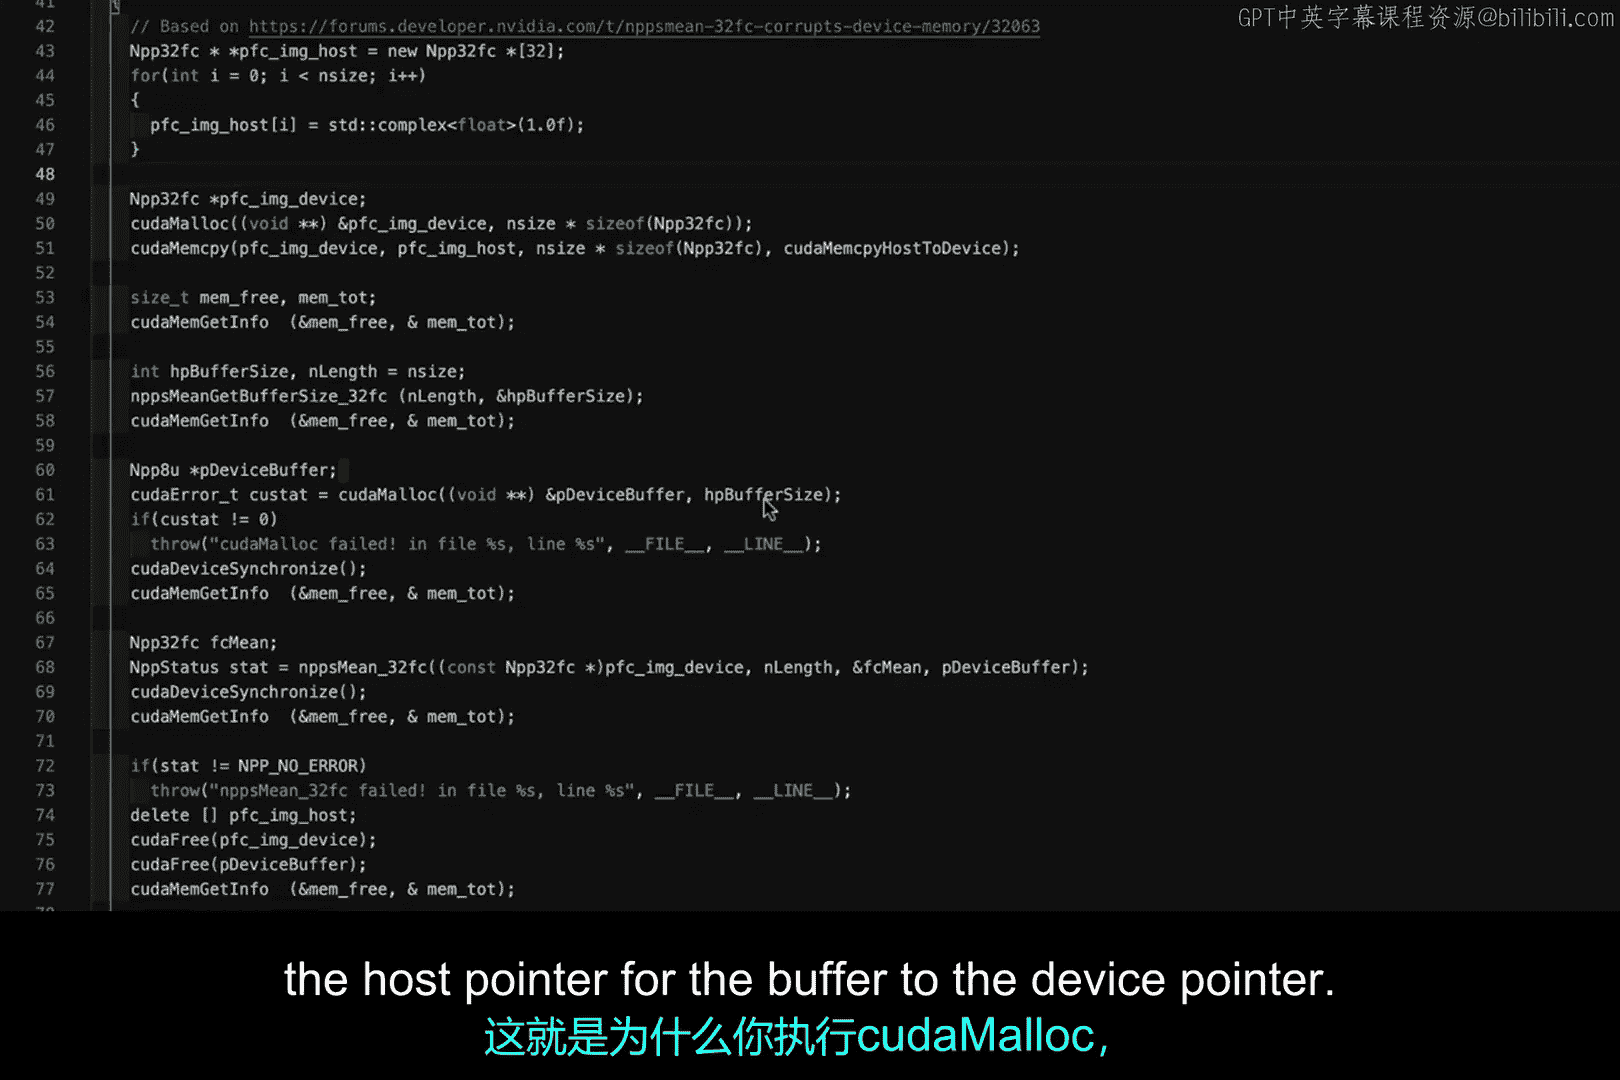 GPT中英字幕课程资源@bilibili.com
41 {
42 // Based on https://forums.developer.nvidia.com/t/nppsmean-32fc-corrupts-device-memory/32063
43 Npp32fc * *pfc_img_host = new Npp32fc *[32];
44 for(int i = 0; i < nsize; i++)
45 {
46 pfc_img_host[i] = std::complex<float>(1.0f);
47 }
48
49 Npp32fc *pfc_img_device;
50 cudaMalloc((void **) &pfc_img_device, nsize * sizeof(Npp32fc));
51 cudaMemcpy(pfc_img_device, pfc_img_host, nsize * sizeof(Npp32fc), cudaMemcpyHostToDevice);
52
53 size_t mem_free, mem_tot;
54 cudaMemGetInfo (&mem_free, & mem_tot);
55
56 int hpBufferSize, nLength = nsize;
57 nppsMeanGetBufferSize_32fc (nLength, &hpBufferSize);
58 cudaMemGetInfo (&mem_free, & mem_tot);
59
60 Npp8u *pDeviceBuffer;
61 cudaError_t custat = cudaMalloc((void **) &pDeviceBuffer, hpBufferSize);
62 if(custat != 0)
63 throw("cudaMalloc failed! in file %s, line %s", __FILE__, __LINE__);
64 cudaDeviceSynchronize();
65 cudaMemGetInfo (&mem_free, & mem_tot);
66
67 Npp32fc fcMean;
68 NppStatus stat = nppsMean_32fc((const Npp32fc *)pfc_img_device, nLength, &fcMean, pDeviceBuffer);
69 cudaDeviceSynchronize();
70 cudaMemGetInfo (&mem_free, & mem_tot);
71
72 if(stat != NPP_NO_ERROR)
73 throw("nppsMean_32fc failed! in file %s, line %s", __FILE__, __LINE__);
74 delete [] pfc_img_host;
75 cudaFree(pfc_img_device);
76 cudaFree(pDeviceBuffer);
77 cudaMemGetInfo (&mem_free, & mem_tot);
the host pointer for the buffer to the device pointer.
这就是为什么你执行cudaMalloc，